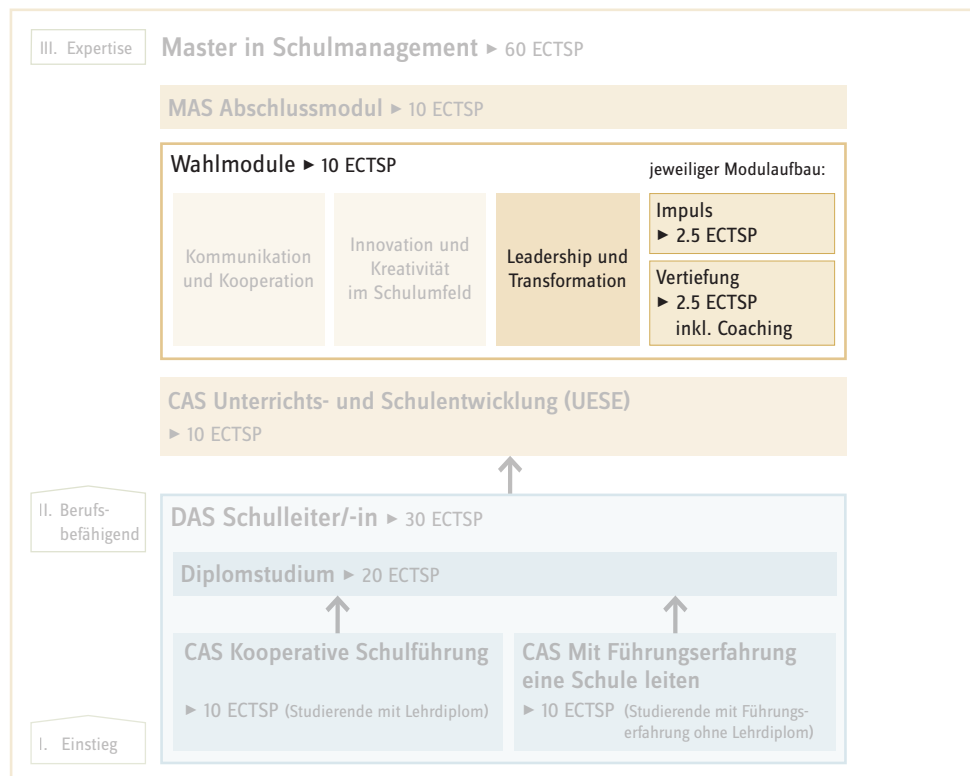 III. Expertise
Master in Schulmanagement ► 60 ECTSP
MAS Abschlussmodul ► 10 ECTSP
Wahlmodule ► 10 ECTSP
jeweiliger Modulaufbau:
Kommunikation
und Kooperation
Innovation und
Kreativität
im Schulumfeld
Leadership und
Transformation
Impuls
► 2.5 ECTSP
Vertiefung
► 2.5 ECTSP
inkl. Coaching
CAS Unterrichts- und Schulentwicklung (UESE)
► 10 ECTSP
II. Berufs-
befähigend
DAS Schulleiter/-in ► 30 ECTSP
Diplomstudium ► 20 ECTSP
CAS Kooperative Schulführung
► 10 ECTSP (Studierende mit Lehrdiplom)
CAS Mit Führungserfahrung
eine Schule leiten
► 10 ECTSP (Studierende mit Führungs-
erfahrung ohne Lehrdiplom)
I. Einstieg